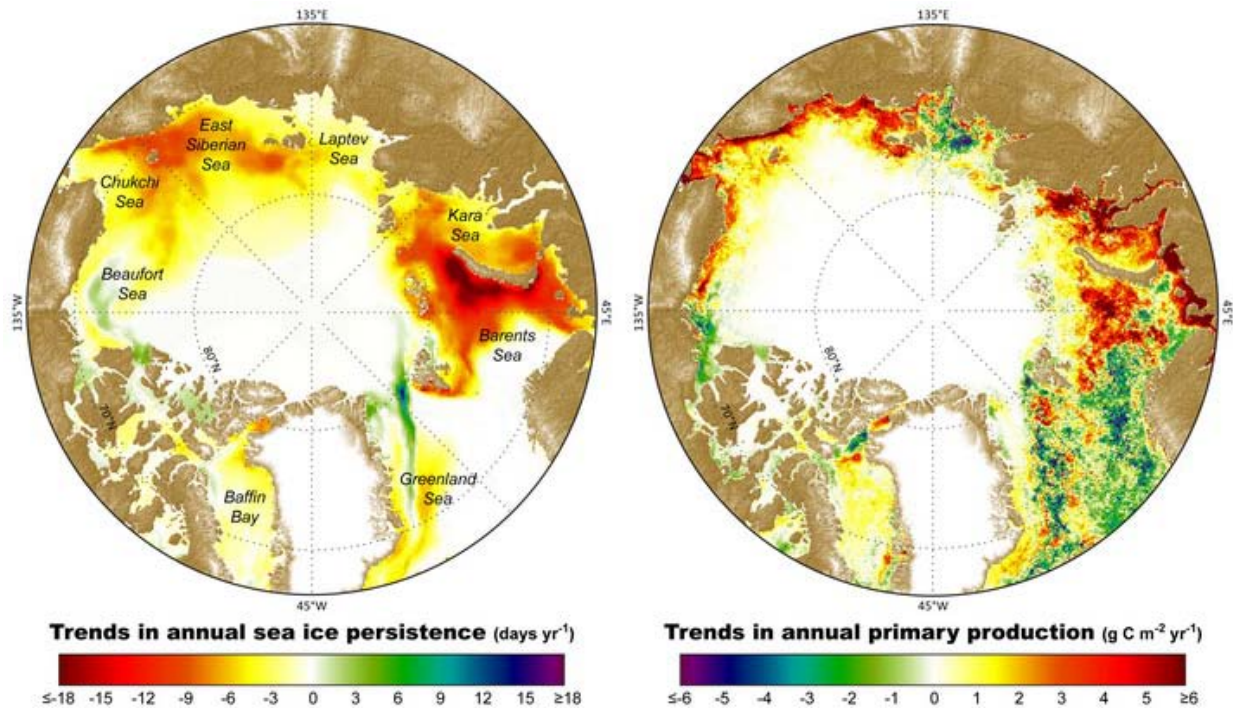 135°E
East
Siberian
Sea
Laptev
Sea
Chukchi
Sea
Kara
Sea
Beaufort
Sea
135°W
45°E
Barents
Sea
80°N
70°N
Greenland
Sea
Baffin
Bay
45°W
Trends in annual sea ice persistence (days yr⁻¹)
≤-18 -15 -12 -9 -6 -3 0 3 6 9 12 15 ≥18
135°E
135°W
45°E
80°N
70°N
45°W
Trends in annual primary production (g C m⁻² yr⁻¹)
≤-6 -5 -4 -3 -2 -1 0 1 2 3 4 5 ≥6